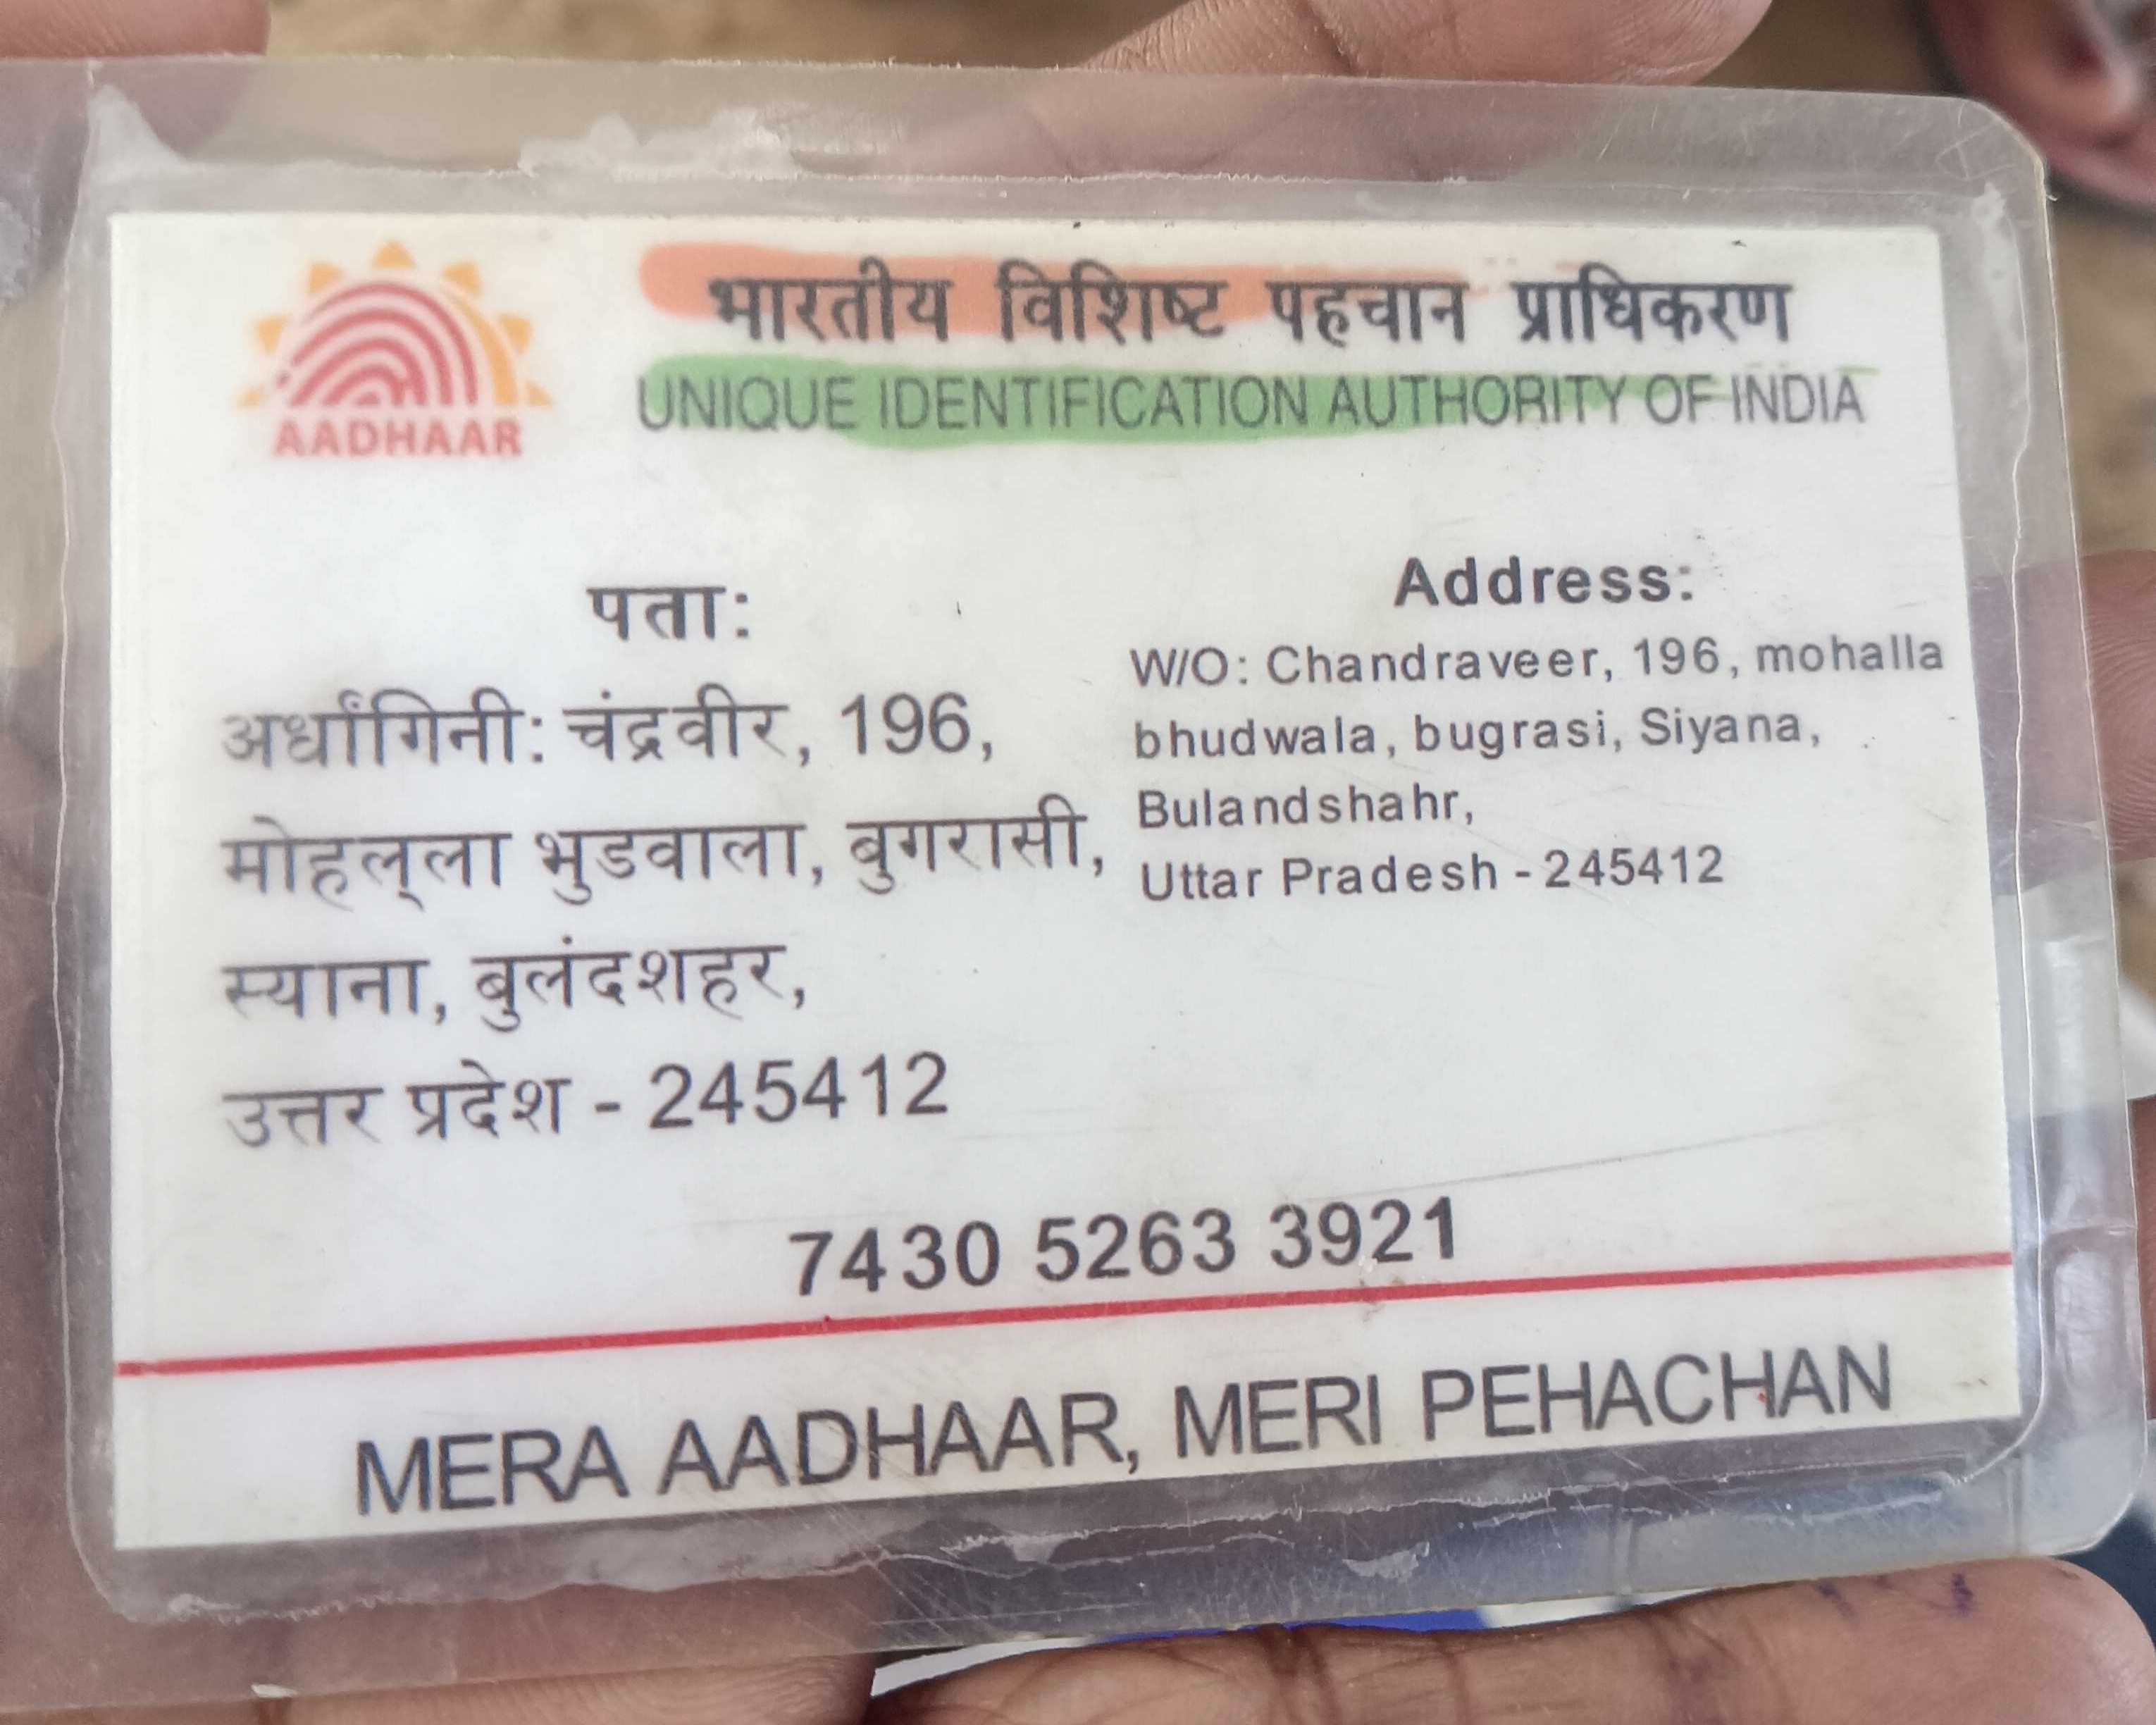 भारतीय विशिष्ट पहचान प्राधिकरण
UNIQUE IDENTIFICATION AUTHORITY OF INDIA
AADHAAR
पता:
अर्धांगिनी: चंद्रवीर, 196,
मोहल्ला भुडवाला, बुगरासी,
स्याना, बुलंदशहर,
उत्तर प्रदेश - 245412
Address:
W/O: Chandraveer, 196, mohalla
bhudwala, bugrasi, Siyana,
Bulandshahr,
Uttar Pradesh - 245412
7430 5263 3921
MERA AADHAAR, MERI PEHACHAN